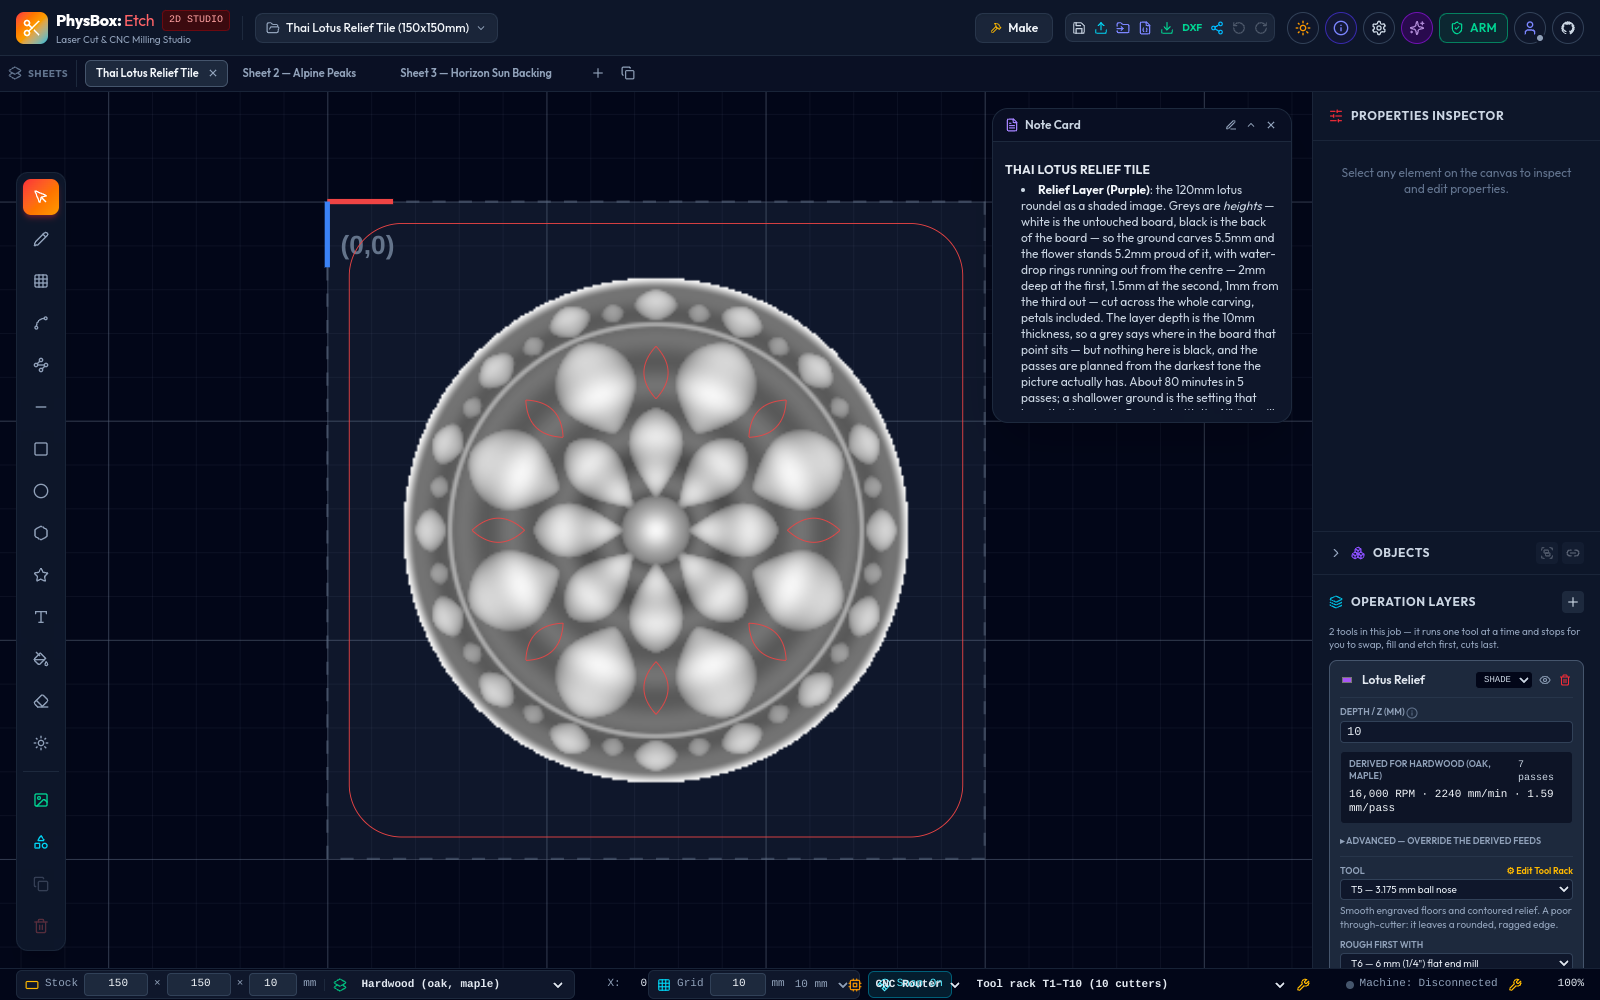 PhysBox: Etch 2D STUDIO
Laser Cut & CNC Milling Studio
Thai Lotus Relief Tile (150x150mm)
Make
DXF
ARM
SHEETS
Thai Lotus Relief Tile
Sheet 2 — Alpine Peaks
Sheet 3 — Horizon Sun Backing
(0,0)
Note Card
THAI LOTUS RELIEF TILE
• Relief Layer (Purple): the 120mm lotus
roundel as a shaded image. Greys are heights —
white is the untouched board, black is the back
of the board — so the ground carves 5.5mm and
the flower stands 5.2mm proud of it, with water-
drop rings running out from the centre — 2mm
deep at the first, 1.5mm at the second, 1mm from
the third out — cut across the whole carving,
petals included. The layer depth is the 10mm
thickness, so a grey says where in the board that
point sits — but nothing here is black, and the
passes are planned from the darkest tone the
picture actually has. About 80 minutes in 5
passes; a shallower ground is the setting that
PROPERTIES INSPECTOR
Select any element on the canvas to inspect
and edit properties.
OBJECTS
OPERATION LAYERS
2 tools in this job — it runs one tool at a time and stops for
you to swap, fill and etch first, cuts last.
Lotus Relief
SHADE
DEPTH / Z (MM)
10
DERIVED FOR HARDWOOD (OAK,
MAPLE)
7
passes
16,000 RPM · 2240 mm/min · 1.59
mm/pass
▸ ADVANCED — OVERRIDE THE DERIVED FEEDS
TOOL
Edit Tool Rack
T5 — 3.175 mm ball nose
Smooth engraved floors and contoured relief. A poor
through-cutter: it leaves a rounded, ragged edge.
ROUGH FIRST WITH
T6 — 6 mm (1/4") flat end mill
Stock 150 × 150 × 10 mm
Hardwood (oak, maple)
X: 0
Grid 10 mm 10 mm
CNC Router
Tool rack T1–T10 (10 cutters)
Machine: Disconnected
100%